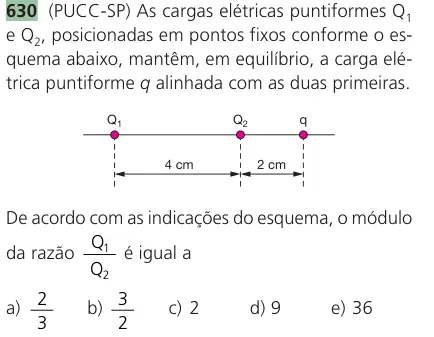 630 (PUCC-SP) As cargas elétricas puntiformes Q₁
e Q₂, posicionadas em pontos fixos conforme o es-
quema abaixo, mantêm, em equilíbrio, a carga elé-
trica puntiforme q alinhada com as duas primeiras.
Q₁ Q₂ q
4 cm 2 cm
De acordo com as indicações do esquema, o módulo
da razão Q₁/Q₂ é igual a
a) 2/3 b) 3/2 c) 2 d) 9 e) 36